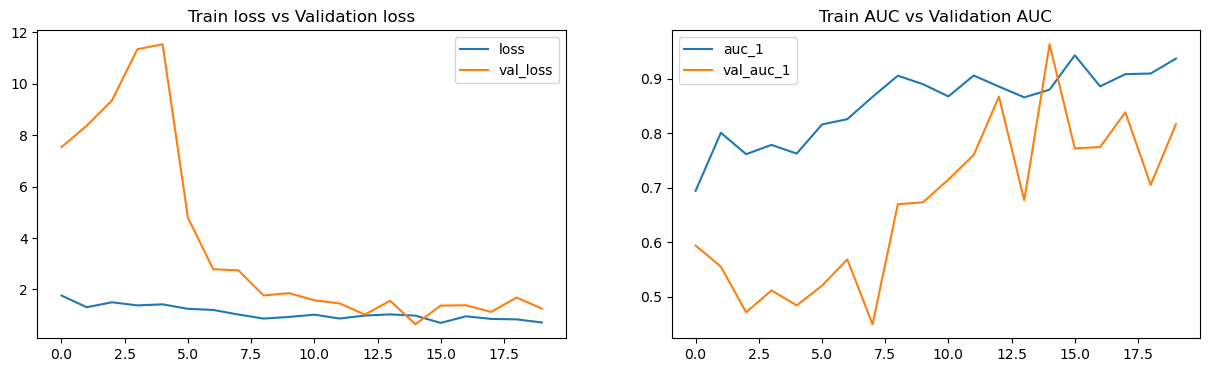 Train loss vs Validation loss
12
10
8
6
4
2
0.0 2.5 5.0 7.5 10.0 12.5 15.0 17.5
loss
val_loss
Train AUC vs Validation AUC
0.9
0.8
0.7
0.6
0.5
0.0 2.5 5.0 7.5 10.0 12.5 15.0 17.5
auc_1
val_auc_1